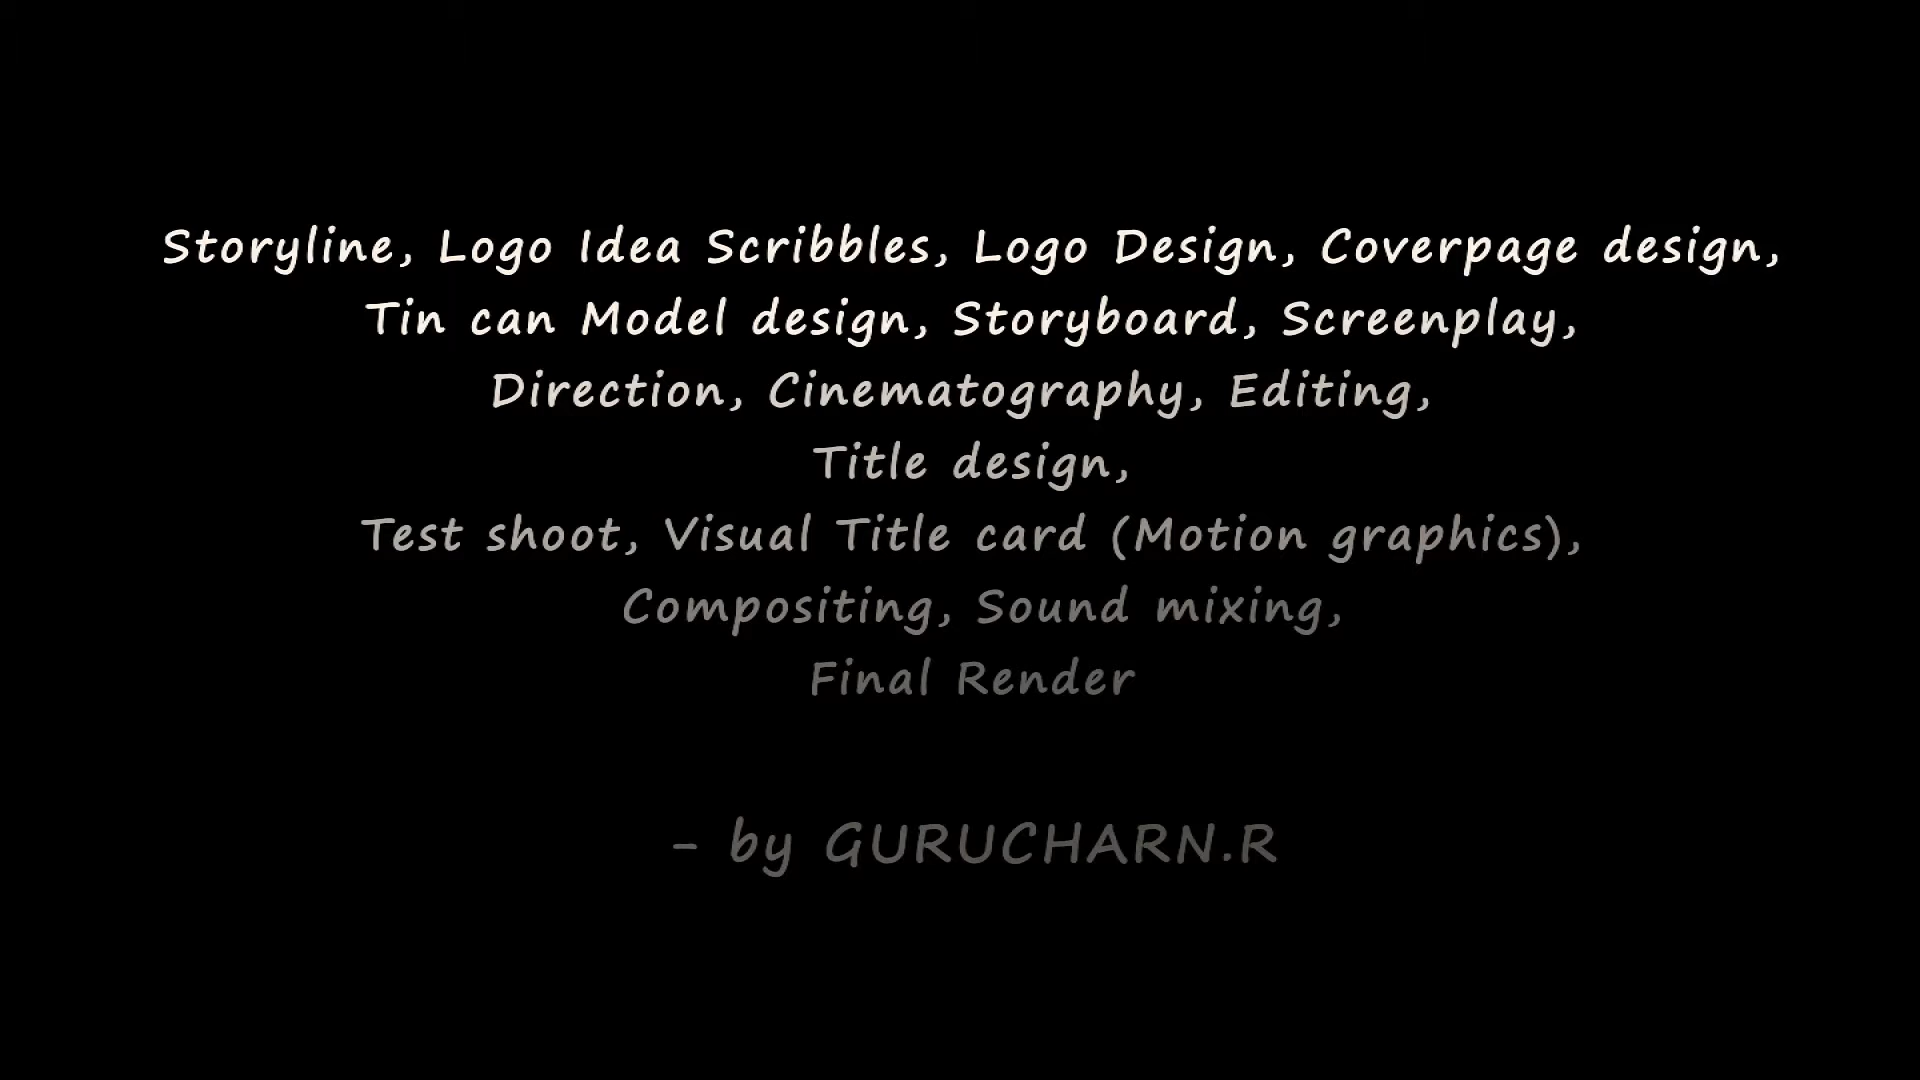 Storyline, Logo Idea Scribbles, Logo Design, Coverpage design,
Tin can Model design, Storyboard, Screenplay,
Direction, Cinematography, Editing,
Title design,
Test shoot, Visual Title card (Motion graphics),
Compositing, Sound mixing,
Final Render
- by GURUCHARN.R